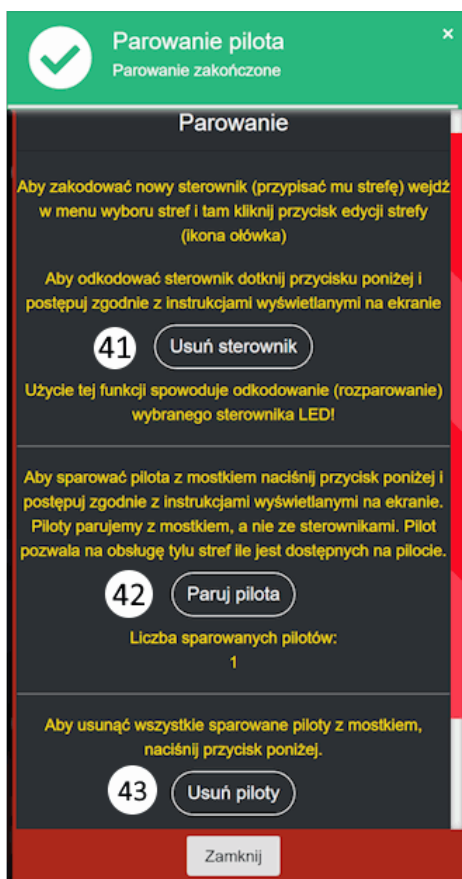 Parowanie pilota
×
Parowanie zakończone
Parowanie
Aby zakodować nowy sterownik (przypisać mu strefę) wejdź
w menu wyboru stref i tam kliknij przycisk edycji strefy
(ikona ołówka)
Aby odkodować sterownik dotknij przycisku poniżej i
postępuj zgodnie z instrukcjami wyświetlanymi na ekranie
41 Usuń sterownik
Użycie tej funkcji spowoduje odkodowanie (rozparowanie)
wybranego sterownika LED!
Aby sparować pilota z mostkiem naciśnij przycisk poniżej i
postępuj zgodnie z instrukcjami wyświetlanymi na ekranie.
Piloty parujemy z mostkiem, a nie ze sterownikami. Pilot
pozwala na obsługę tylu stref ile jest dostępnych na pilocie.
42 Paruj pilota
Liczba sparowanych pilotów:
1
Aby usunąć wszystkie sparowane piloty z mostkiem,
naciśnij przycisk poniżej.
43 Usuń piloty
Zamknij